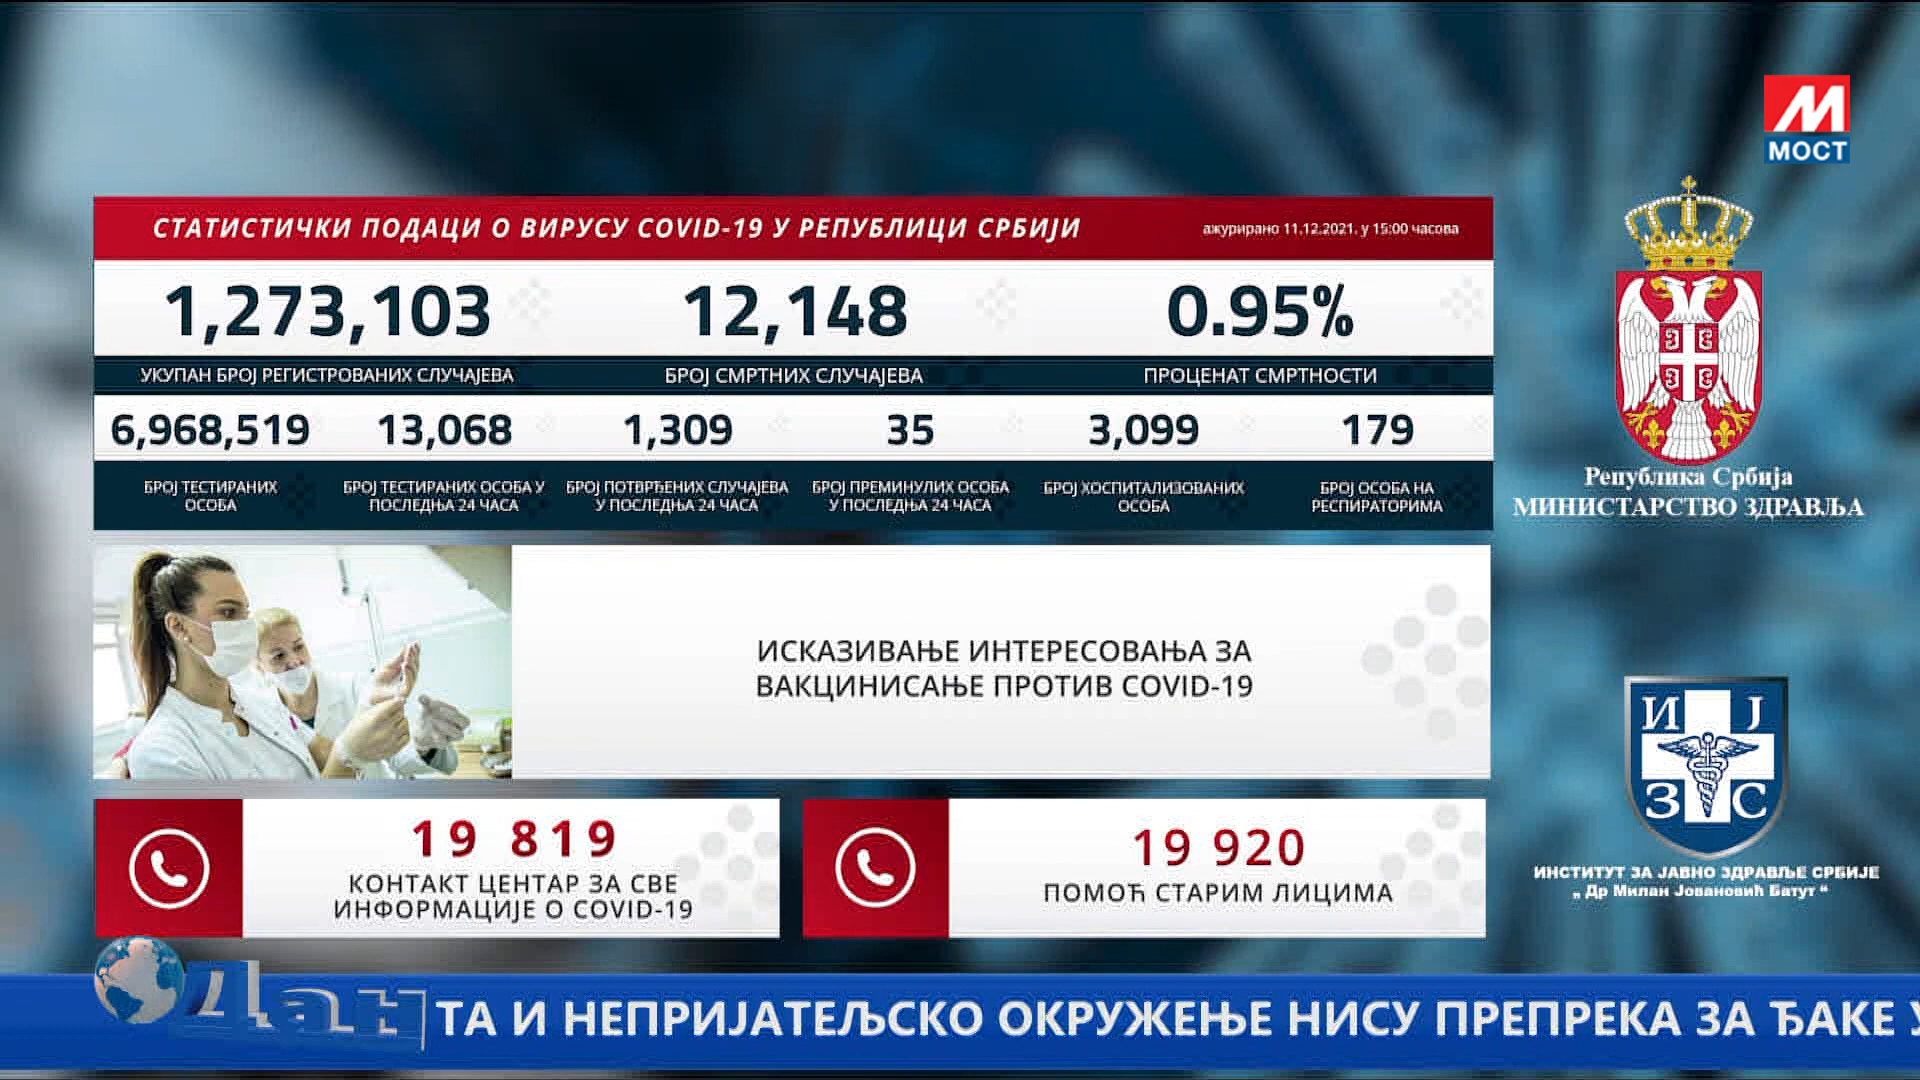 М
МОСТ
СТАТИСТИЧКИ ПОДАЦИ О ВИРУСУ COVID-19 У РЕПУБЛИЦИ СРБИЈИ
ажурирано 11.12.2021. у 15:00 часова
1,273,103
12,148
0.95%
УКУПАН БРОЈ РЕГИСТРОВАНИХ СЛУЧАЈЕВА
БРОЈ СМРТНИХ СЛУЧАЈЕВА
ПРОЦЕНАТ СМРТНОСТИ
6,968,519
13,068
1,309
35
3,099
179
БРОЈ ТЕСТИРАНИХ
ОСОБА
БРОЈ ТЕСТИРАНИХ ОСОБА У
ПОСЛЕДЊА 24 ЧАСА
БРОЈ ПОТВРЂЕНИХ СЛУЧАЈЕВА
У ПОСЛЕДЊА 24 ЧАСА
БРОЈ ПРЕМИНУЛИХ ОСОБА
У ПОСЛЕДЊА 24 ЧАСА
БРОЈ ХОСПИТАЛИЗОВАНИХ
ОСОБА
БРОЈ ОСОБА НА
РЕСПИРАТОРИМА
Република Србија
МИНИСТАРСТВО ЗДРАВЉА
ИСКАЗИВАЊЕ ИНТЕРЕСОВАЊА ЗА
ВАКЦИНИСАЊЕ ПРОТИВ COVID-19
И Ј
З С
ИНСТИТУТ ЗА ЈАВНО ЗДРАВЉЕ СРБИЈЕ
„ Др Милан Јовановић Батут “
19 819
КОНТАКТ ЦЕНТАР ЗА СВЕ
ИНФОРМАЦИЈЕ О COVID-19
19 920
ПОМОЋ СТАРИМ ЛИЦИМА
Дан
ТА И НЕПРИЈАТЕЉСКО ОКРУЖЕЊЕ НИСУ ПРЕПРЕКА ЗА ЂАКЕ У